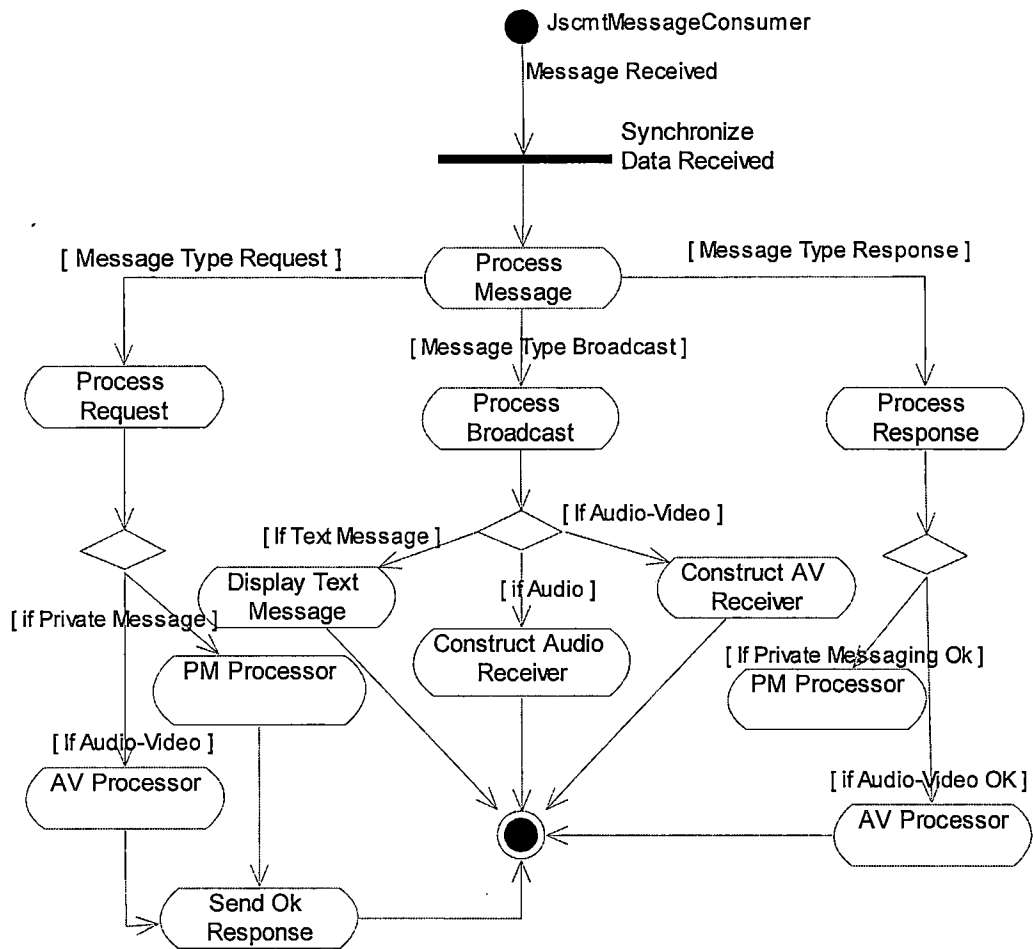 JscmtMessageConsumer
Message Received
Synchronize
Data Received
[ Message Type Request ]
Process
Message
[ Message Type Response ]
[ Message Type Broadcast ]
Process
Request
Process
Broadcast
Process
Response
[ If Text Message ]
[ If Audio-Video ]
Display Text
Message
[ if Audio ]
Construct AV
Receiver
[ if Private Message ]
PM Processor
Construct Audio
Receiver
[ If Private Messaging Ok ]
PM Processor
[ If Audio-Video ]
AV Processor
[ if Audio-Video OK ]
AV Processor
Send Ok
Response